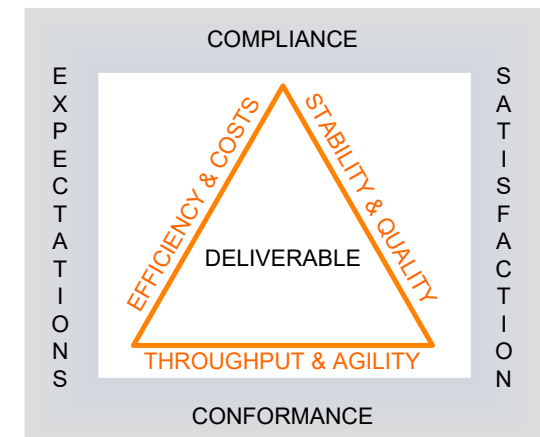 COMPLIANCE
EXPECTATIONS
SATISFACTION
EFFICIENCY & COSTS
STABILITY & QUALITY
DELIVERABLE
THROUGHPUT & AGILITY
CONFORMANCE